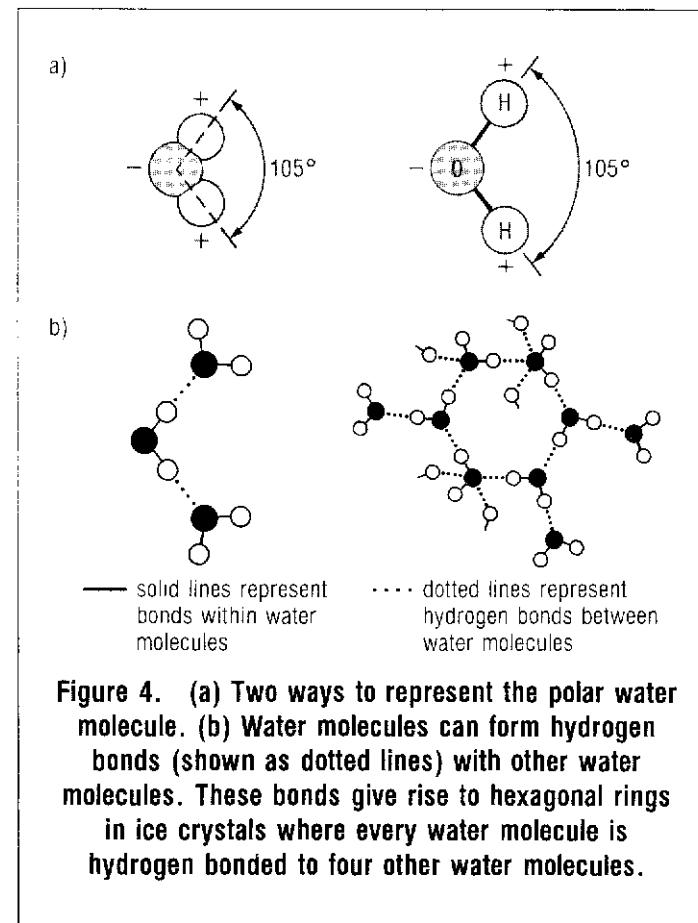 a)
+
− 105°
+
+
H
− O 105°
H
+
b)
solid lines represent
bonds within water
molecules
dotted lines represent
hydrogen bonds between
water molecules
Figure 4. (a) Two ways to represent the polar water
molecule. (b) Water molecules can form hydrogen
bonds (shown as dotted lines) with other water
molecules. These bonds give rise to hexagonal rings
in ice crystals where every water molecule is
hydrogen bonded to four other water molecules.